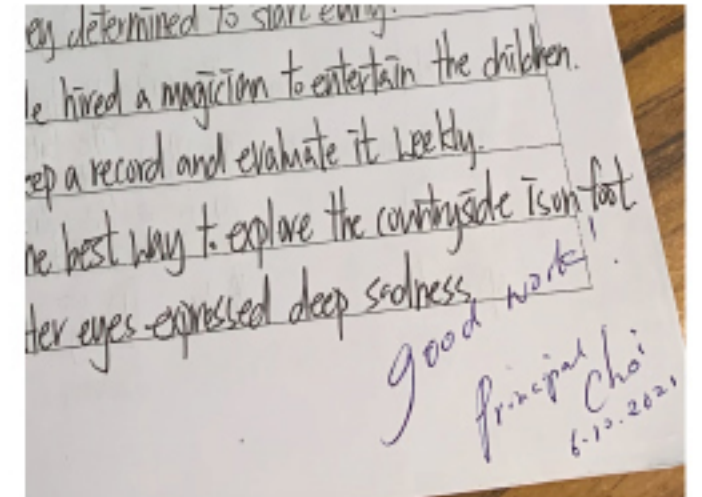 ey determined to start early.
e hired a magician to entertain the children.
ep a record and evaluate it weekly.
he best way to explore the countryside is on foot
Her eyes expressed deep sadness.
good work!
Principal
Choi
6.10.2021